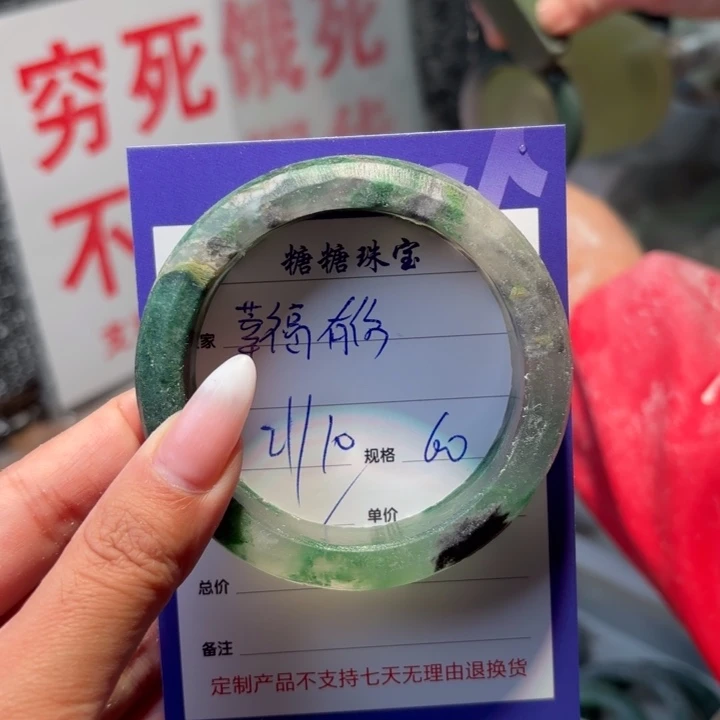 穷死饿死
不
糖糖珠宝
家 幸福有你
21/10 规格 60
单价
总价
备注
定制产品不支持七天无理由退换货